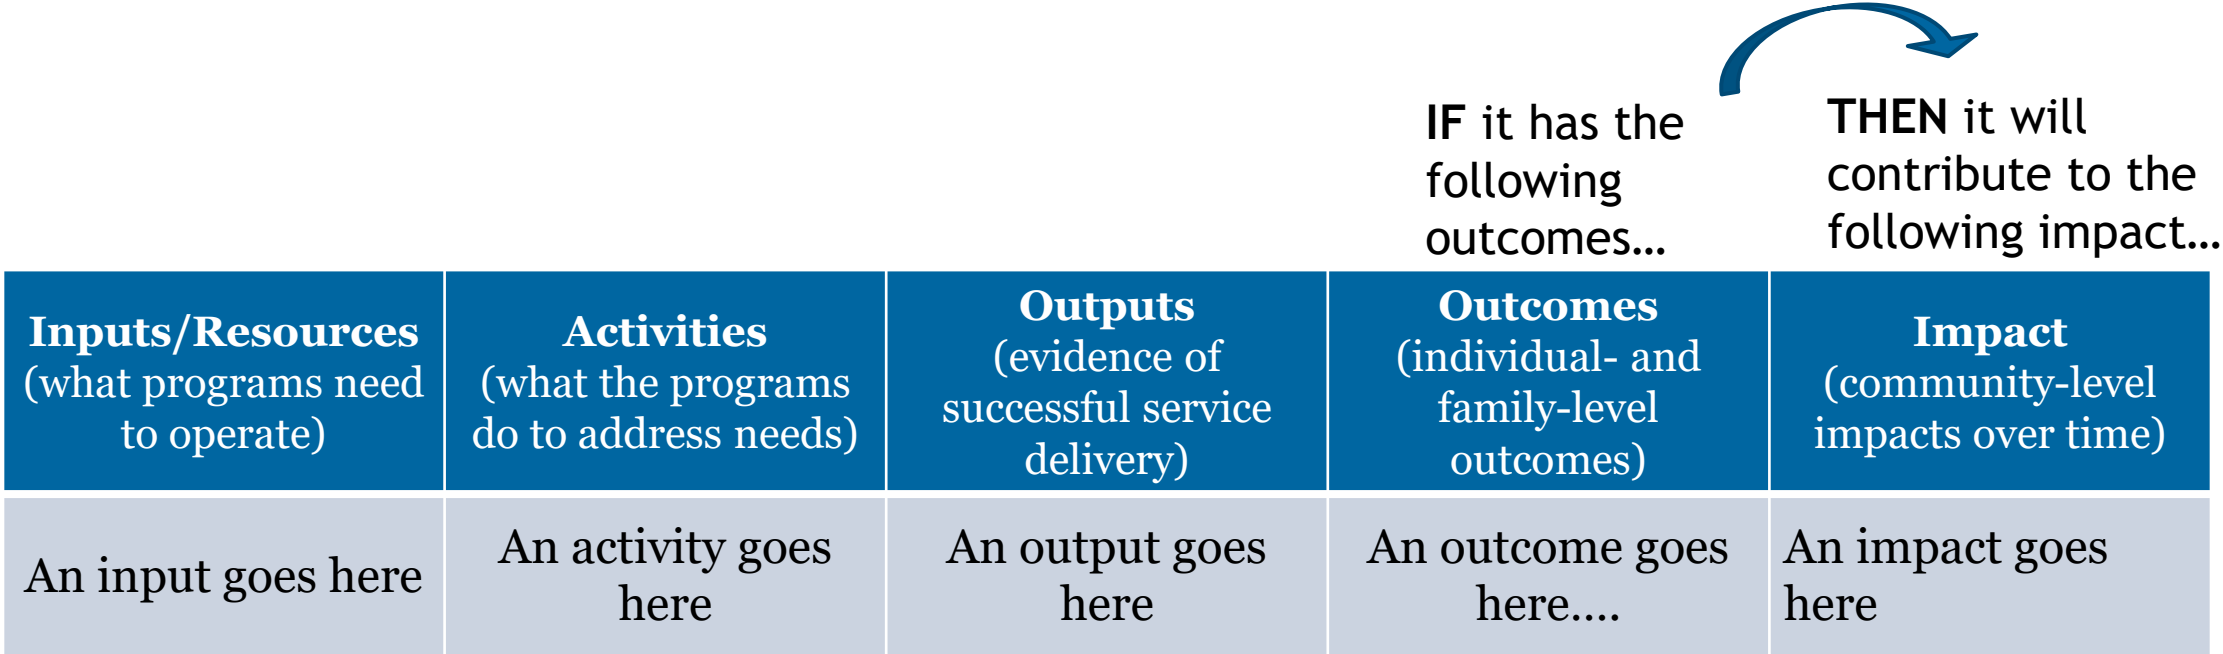 IF it has the
following
outcomes…
THEN it will
contribute to the
following impact…
Inputs/Resources
(what programs need
to operate)
Activities
(what the programs
do to address needs)
Outputs
(evidence of
successful service
delivery)
Outcomes
(individual- and
family-level
outcomes)
Impact
(community-level
impacts over time)
An input goes here
An activity goes
here
An output goes
here
An outcome goes
here….
An impact goes
here